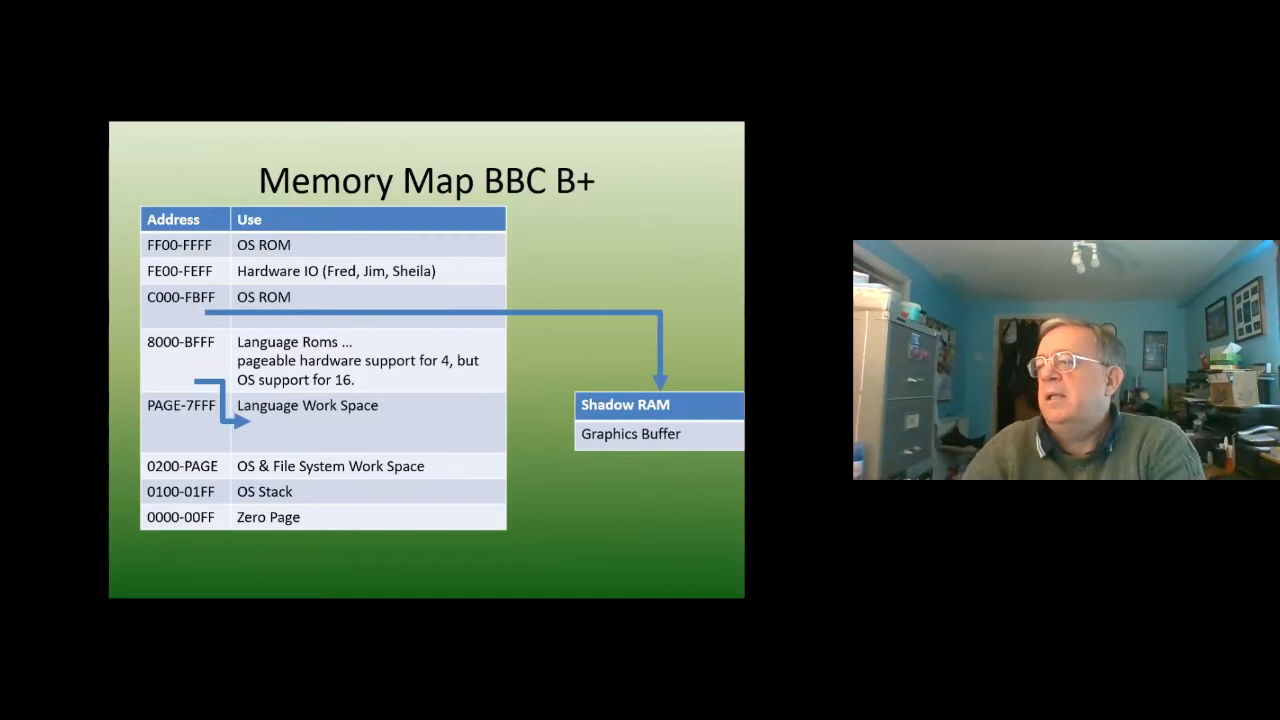 Memory Map BBC B+
Address Use
FF00-FFFF OS ROM
FE00-FEFF Hardware IO (Fred, Jim, Sheila)
C000-FBFF OS ROM
8000-BFFF Language Roms ...
pageable hardware support for 4, but
OS support for 16.
PAGE-7FFF Language Work Space
0200-PAGE OS & File System Work Space
0100-01FF OS Stack
0000-00FF Zero Page
Shadow RAM
Graphics Buffer